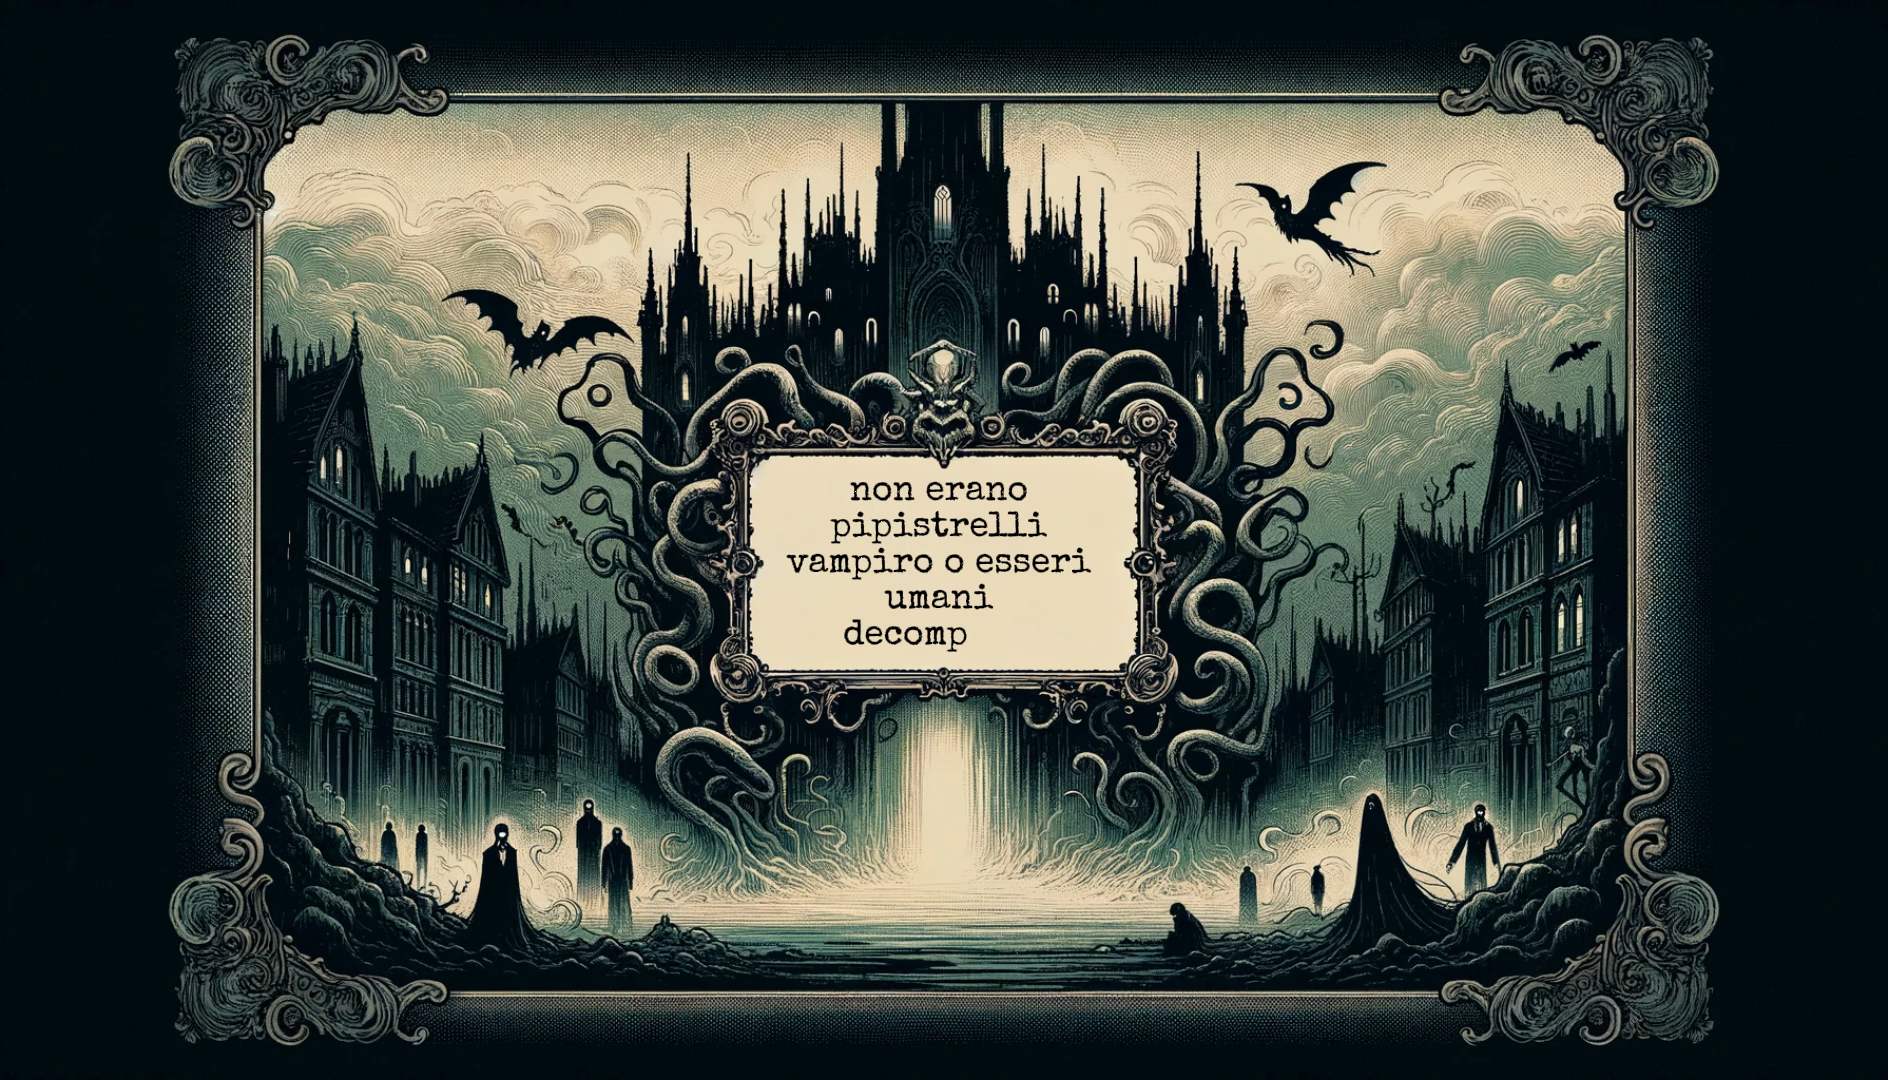 non erano
pipistrelli
vampiro o esseri
umani
decomp